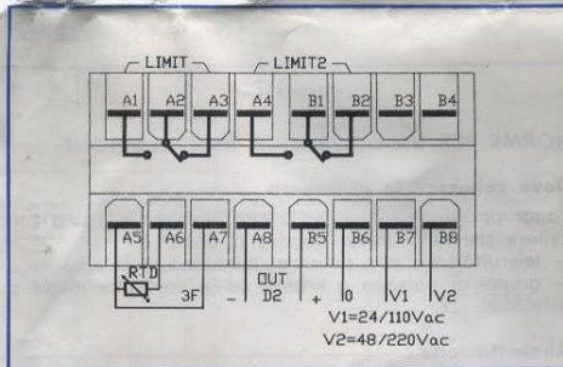 LIMIT LIMIT2
A1 A2 A3 A4 B1 B2 B3 B4
A5 A6 A7 A8 B5 B6 B7 B8
RTD 3F - OUT D2 + 0 V1 V2
V1=24/110Vac
V2=48/220Vac